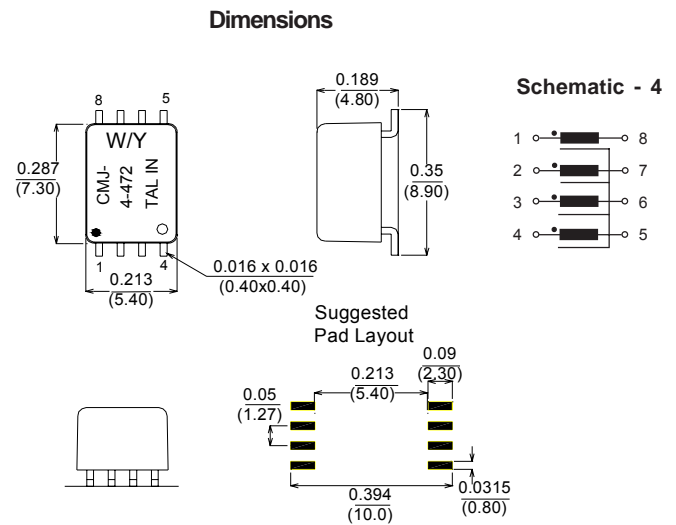 Dimensions
8 5
W/Y
CMJ-
4-472
TAL IN
1 4
0.287
(7.30)
0.213
(5.40)
0.016 x 0.016
(0.40x0.40)
0.189
(4.80)
0.35
(8.90)
Schematic - 4
1 8
2 7
3 6
4 5
Suggested
Pad Layout
0.09
(2.30)
0.213
(5.40)
0.05
(1.27)
0.394
(10.0)
0.0315
(0.80)